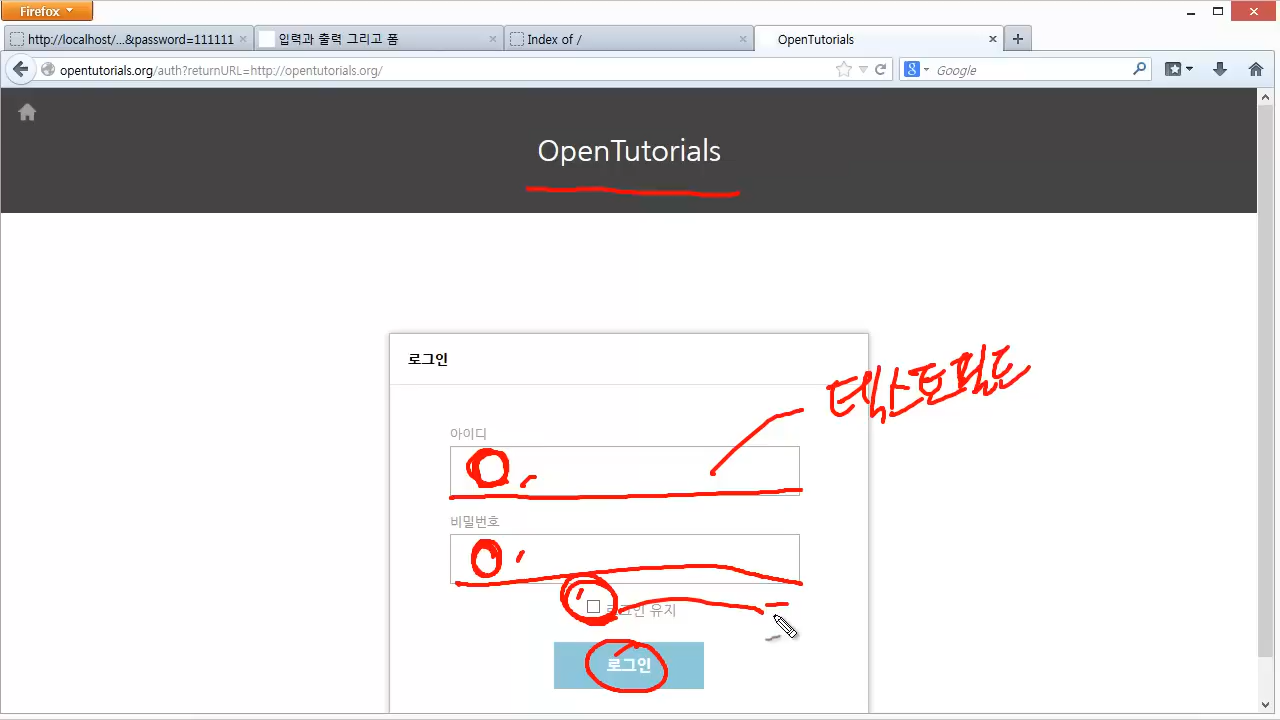 Firefox
http://localhost/...&password=111111
입력과 출력 그리고 폼
Index of /
OpenTutorials
opentutorials.org/auth?returnURL=http://opentutorials.org/
Google
OpenTutorials
로그인
텍스트필드
아이디
비밀번호
로그인 유지
로그인